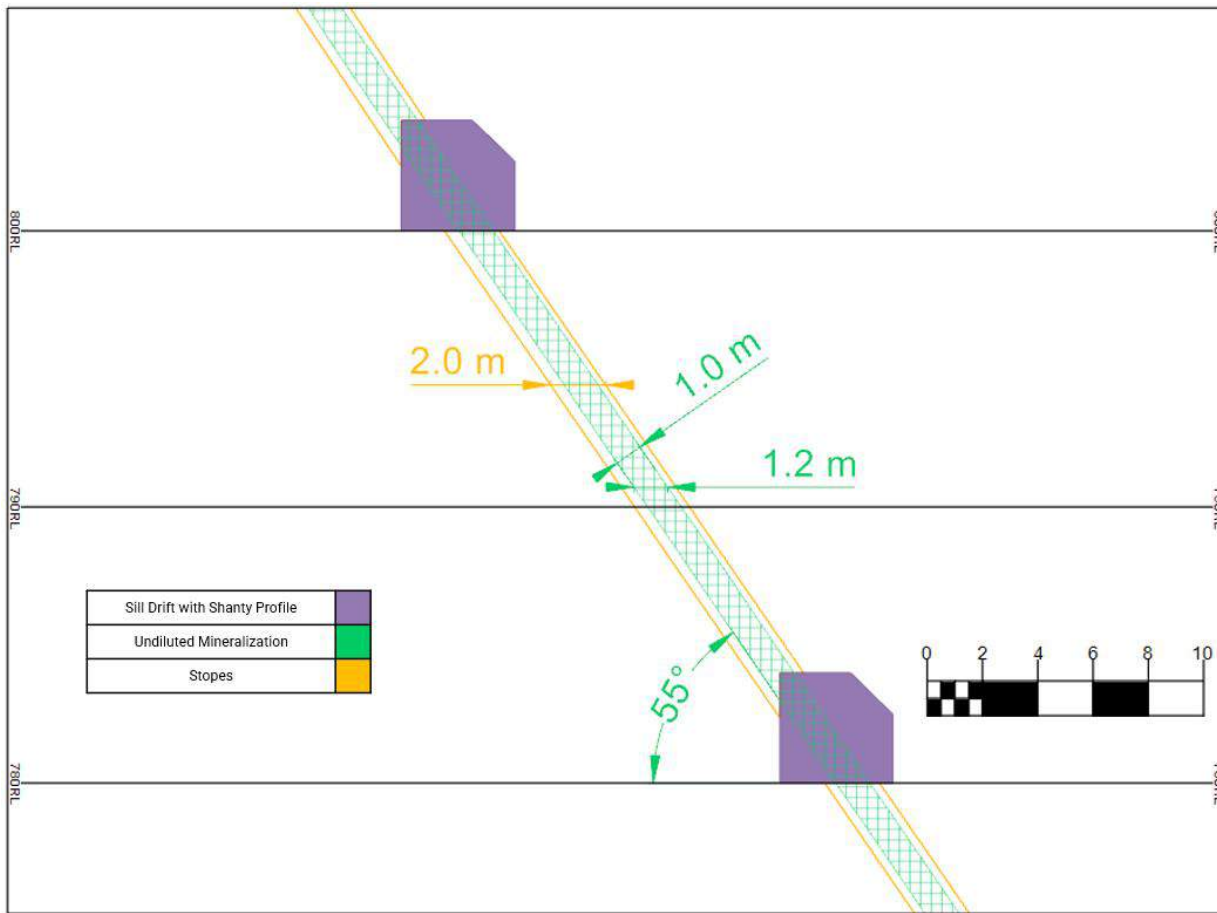 800RL
2.0 m
1.0 m
1.2 m
790RL
Sill Drift with Shanty Profile
Undiluted Mineralization
Stopes
55°
0 2 4 6 8 10
780RL